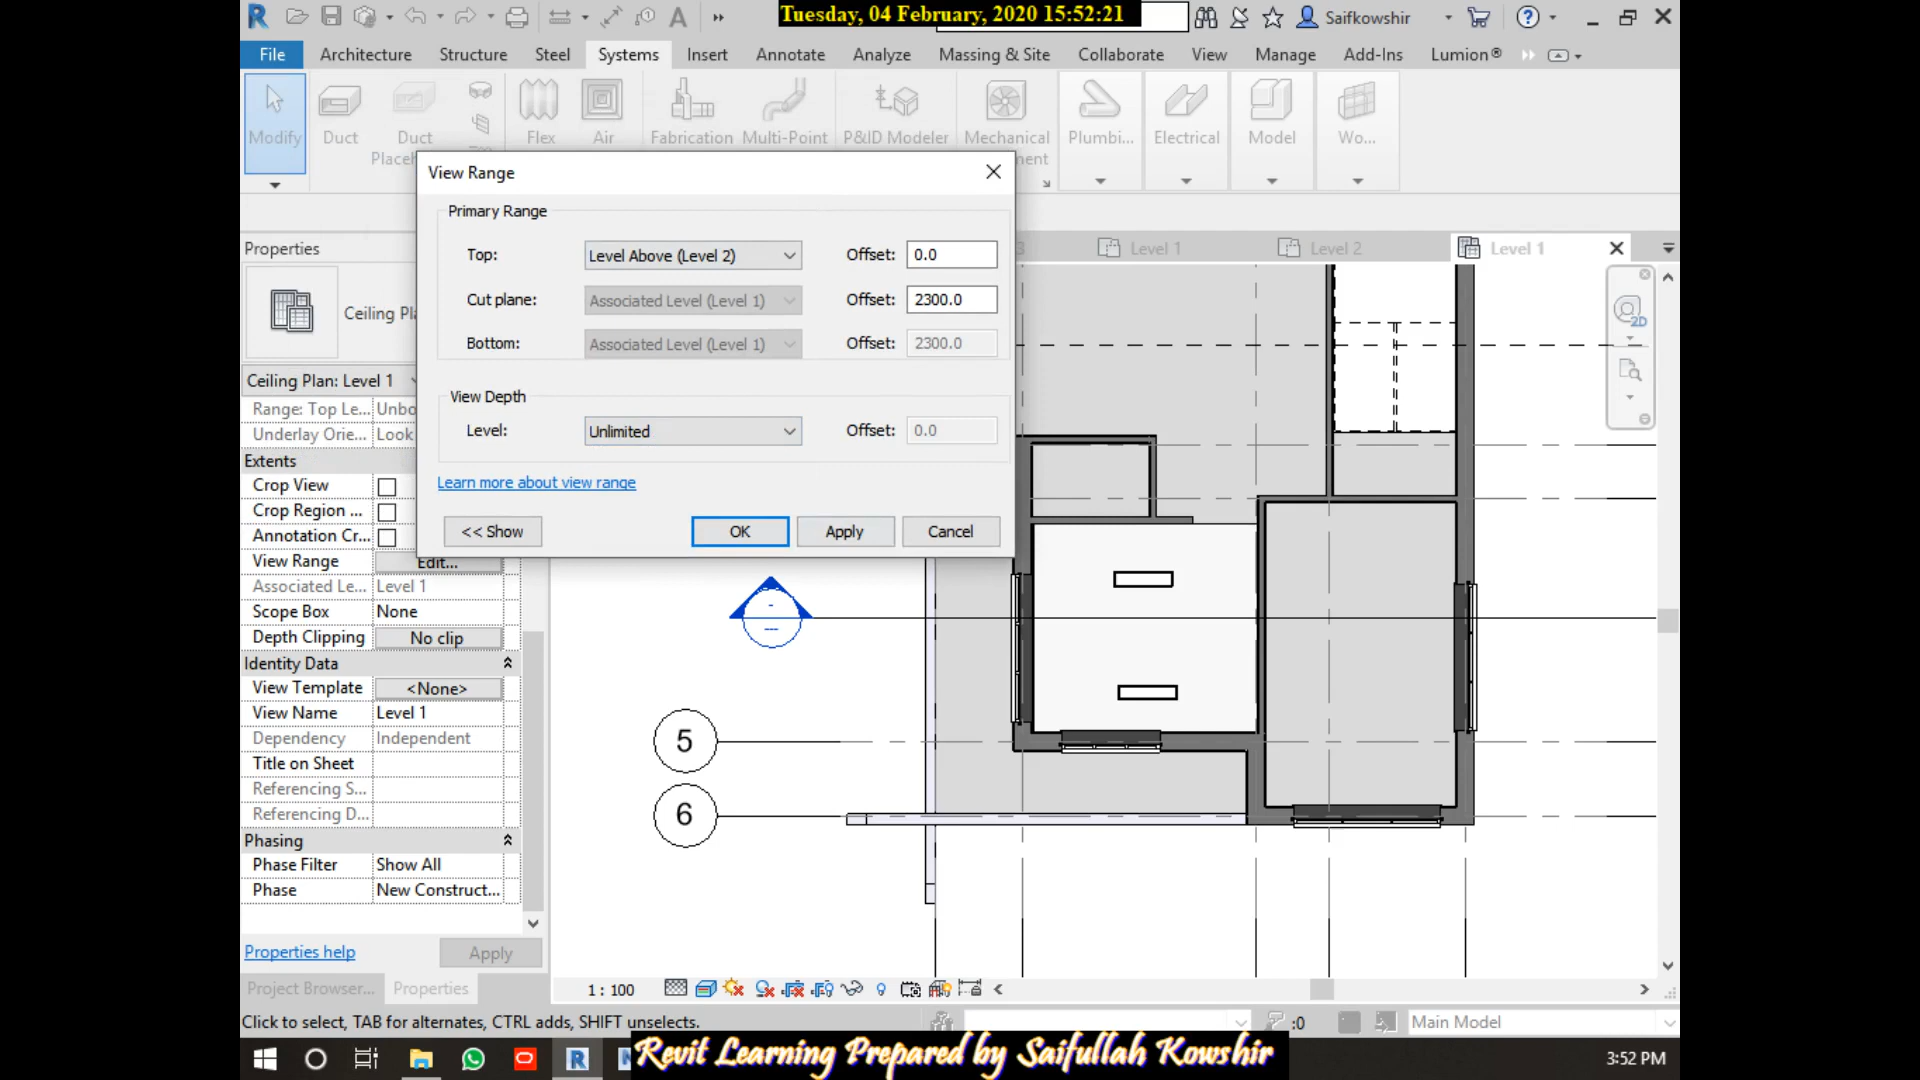 Tuesday, 04 February, 2020 15:52:21
Saifkowshir
File Architecture Structure Steel Systems Insert Annotate Analyze Massing & Site Collaborate View Manage Add-Ins Lumion®
Modify Duct Duct Flex Air Fabrication Multi-Point P&ID Modeler Mechanical Plumbi... Electrical Model Wo...
View Range
Primary Range
Top: Level Above (Level 2) Offset: 0.0
Cut plane: Associated Level (Level 1) Offset: 2300.0
Bottom: Associated Level (Level 1) Offset: 2300.0
View Depth
Level: Unlimited Offset: 0.0
Learn more about view range
<< Show OK Apply Cancel
Level 1 Level 2 Level 1
2D
Properties
Ceiling Pla
Ceiling Plan: Level 1
Range: Top Le... Unbo
Underlay Orie... Look
Extents
Crop View
Crop Region ...
Annotation Cr...
View Range Edit...
Associated Le... Level 1
Scope Box None
Depth Clipping No clip
Identity Data
View Template <None>
View Name Level 1
Dependency Independent
Title on Sheet
Referencing S...
Referencing D...
Phasing
Phase Filter Show All
Phase New Construct...
Properties help Apply
Project Browser... Properties
5
6
1 : 100
Click to select, TAB for alternates, CTRL adds, SHIFT unselects.
:0 Main Model
Revit Learning Prepared by Saifullah Kowshir
3:52 PM